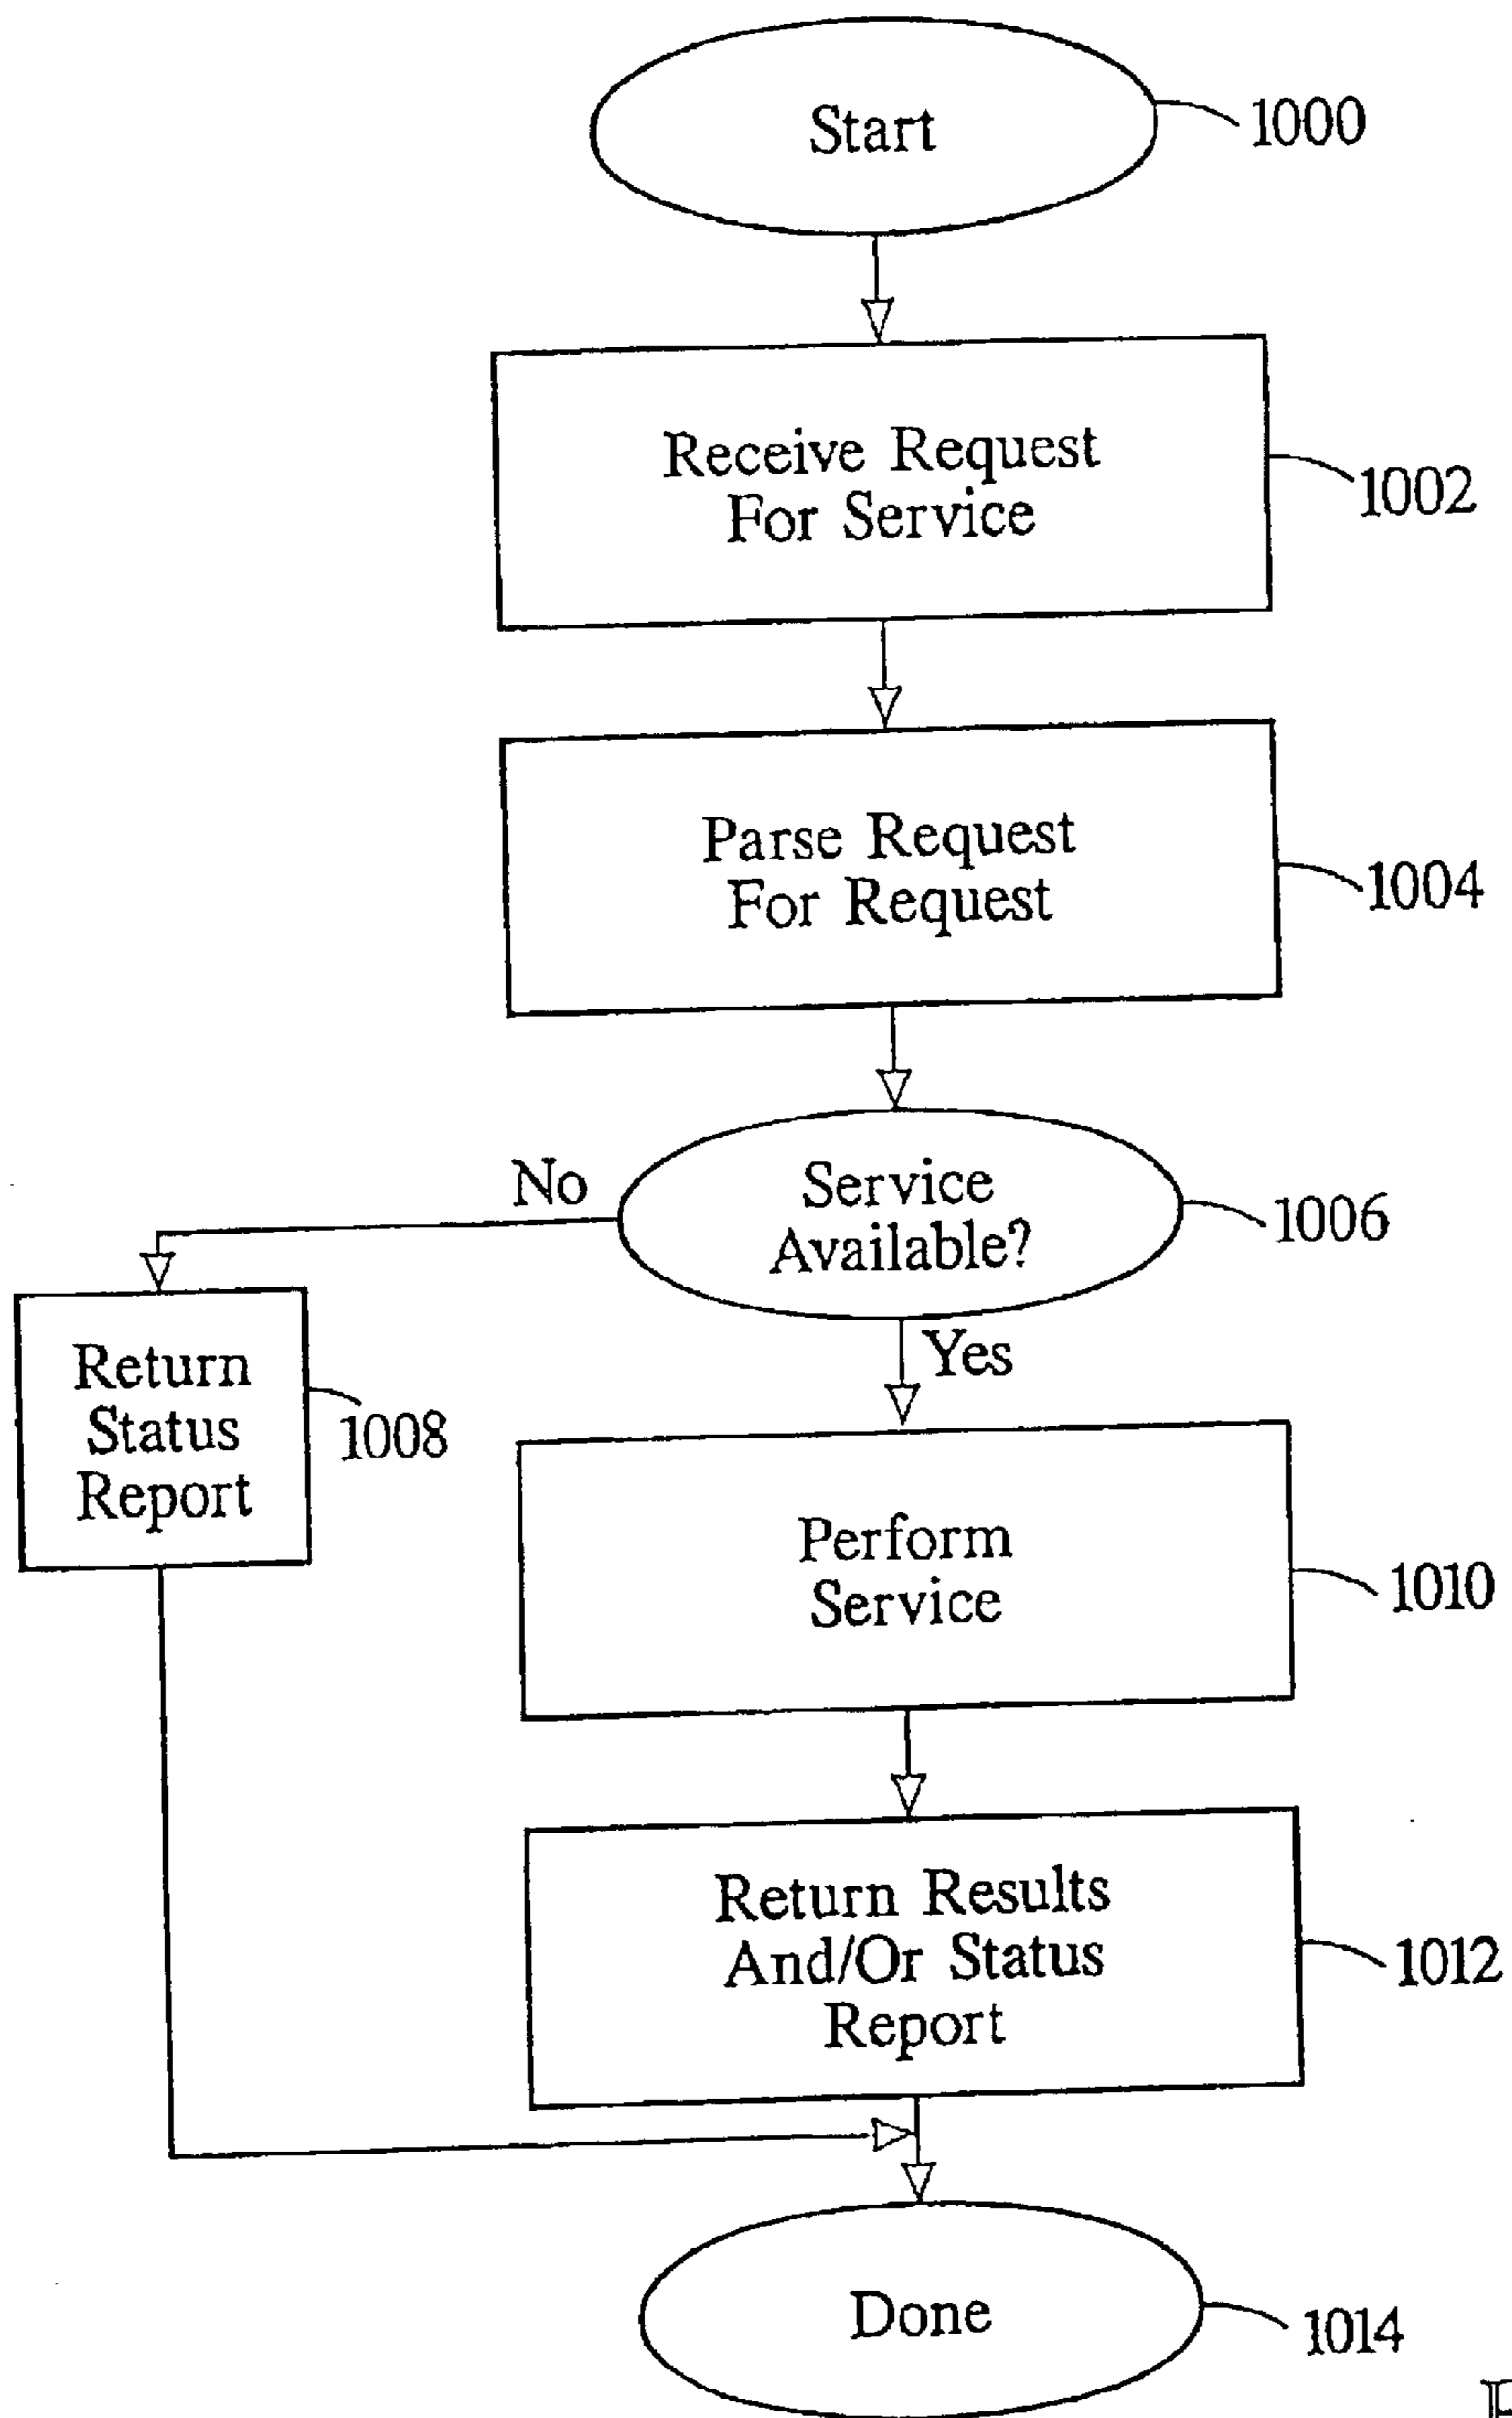 Start
1000
Receive Request
For Service
1002
Parse Request
For Request
1004
No
Service
Available?
1006
Yes
Return
Status
Report
1008
Perform
Service
1010
Return Results
And/Or Status
Report
1012
Done
1014